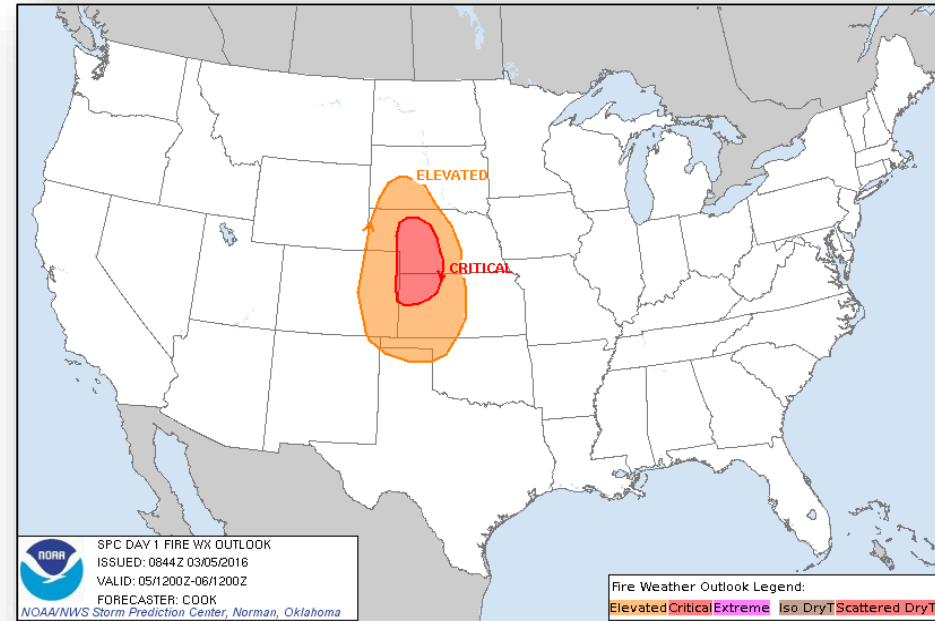 ELEVATED
CRITICAL
NOAA
SPC DAY 1 FIRE WX OUTLOOK
ISSUED: 0844Z 03/05/2016
VALID: 05/1200Z-06/1200Z
FORECASTER: COOK
NOAA/NWS Storm Prediction Center, Norman, Oklahoma
Fire Weather Outlook Legend:
Elevated Critical Extreme Iso DryT Scattered DryT